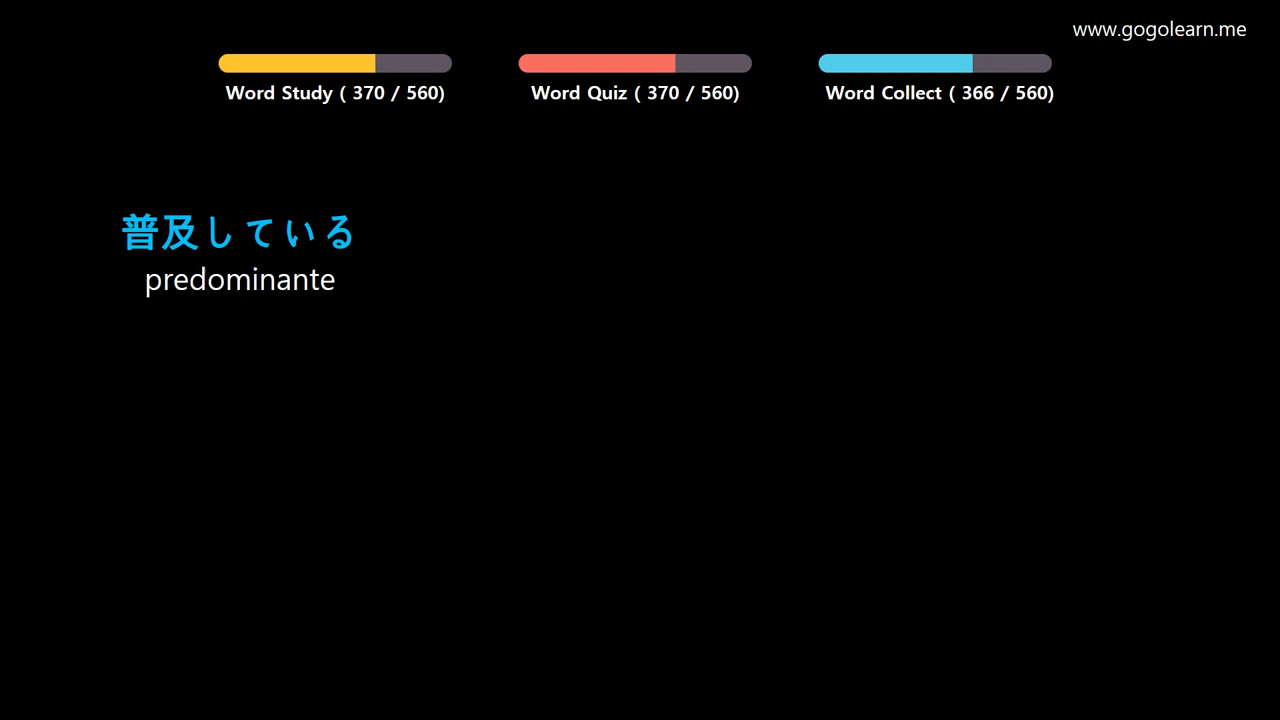 www.gogolearn.me
Word Study ( 370 / 560)
Word Quiz ( 370 / 560)
Word Collect ( 366 / 560)
普及している
predominante